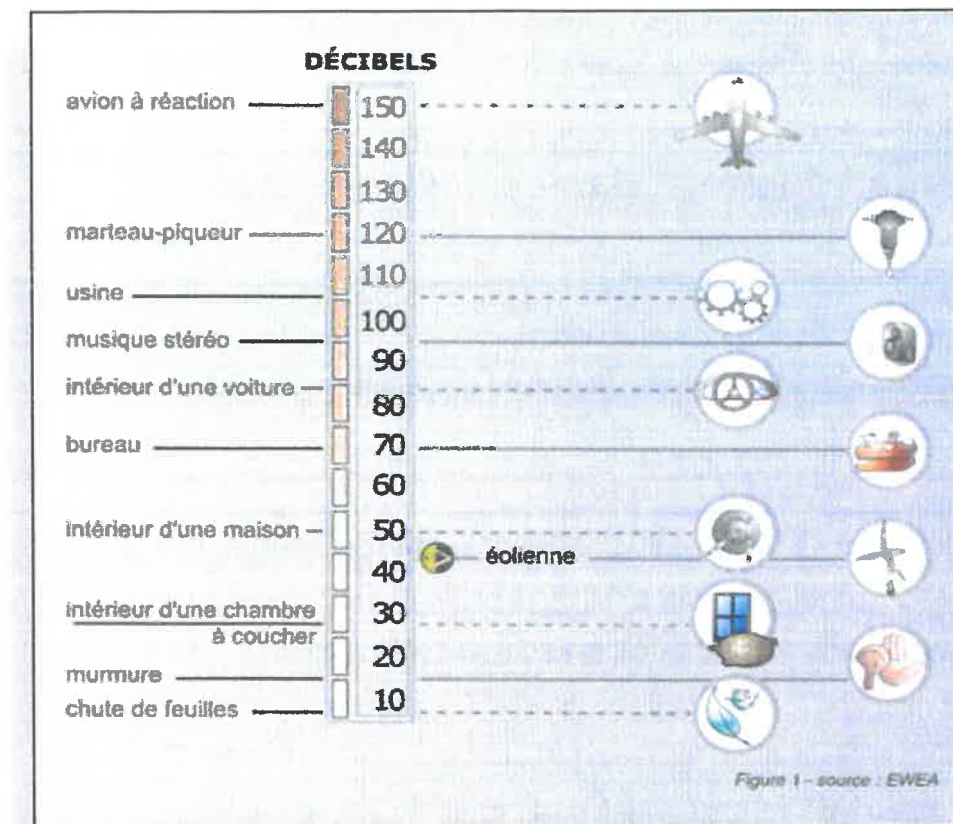 DÉCIBELS
avion à réaction
150
140
130
marteau-piqueur
120
110
usine
100
musique stéréo
90
intérieur d'une voiture
80
bureau
70
60
intérieur d'une maison
50
éolienne
40
intérieur d'une chambre
à coucher
30
20
murmure
10
chute de feuilles
Figure 1 - source : EWEA